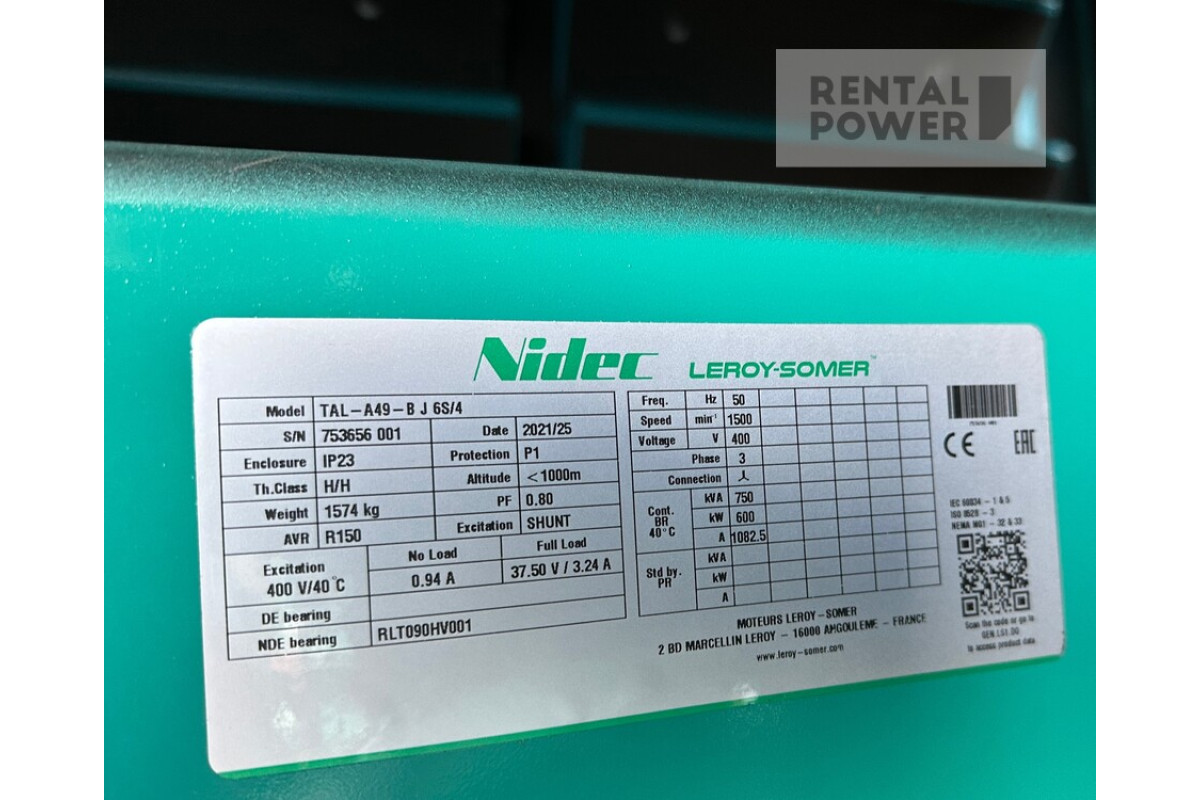 RENTAL
POWER
Nidec LEROY-SOMER™
Model TAL-A49-B J 6S/4
S/N 753656 001 Date 2021/25
Enclosure IP23 Protection P1
Th.Class H/H Altitude <1000m
Weight 1574 kg PF 0.80
AVR R150 Excitation SHUNT
Excitation 400 V/40°C No Load Full Load
0.94 A 37.50 V / 3.24 A
DE bearing
NDE bearing RLT090HV001
Freq. Hz 50
Speed min⁻¹ 1500
Voltage V 400
Phase 3
Connection
Cont. BR 40°C kVA 750
kW 600
A 1082.5
Std by. PR kVA
kW
A
MOTEURS LEROY-SOMER
2 BD MARCELLIN LEROY - 16000 ANGOULEME - FRANCE
www.leroy-somer.com
CE EAC
IEC 60034 - 1 & 5
ISO 8528 - 3
NEMA MG1 - 32 & 33
Scan the code or go to
GEN.LS1.DO
to access product data